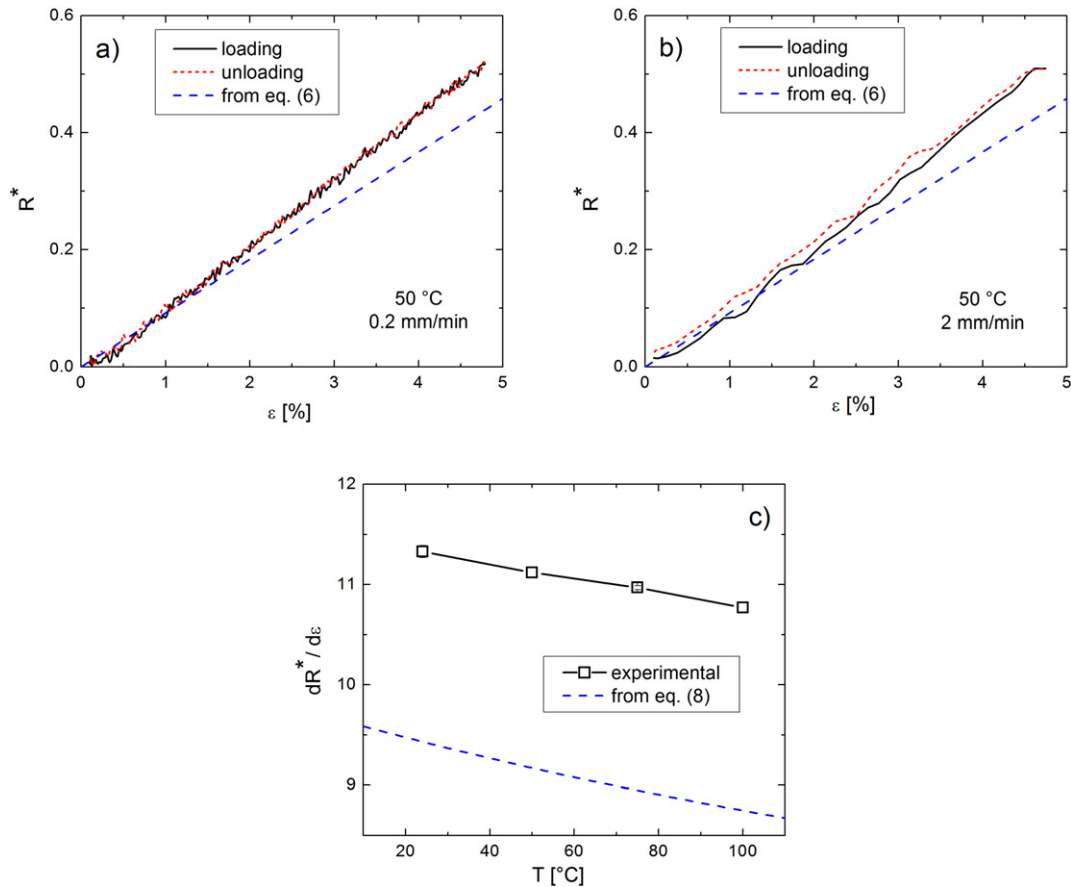 a)
loading
unloading
from eq. (6)
0.6
0.4
0.2
0.0
R*
0 1 2 3 4 5
ε [%]
50 °C
0.2 mm/min
b)
loading
unloading
from eq. (6)
0.6
0.4
0.2
0.0
R*
0 1 2 3 4 5
ε [%]
50 °C
2 mm/min
c)
12
11
10
9
dR* / dε
experimental
from eq. (8)
20 40 60 80 100
T [°C]